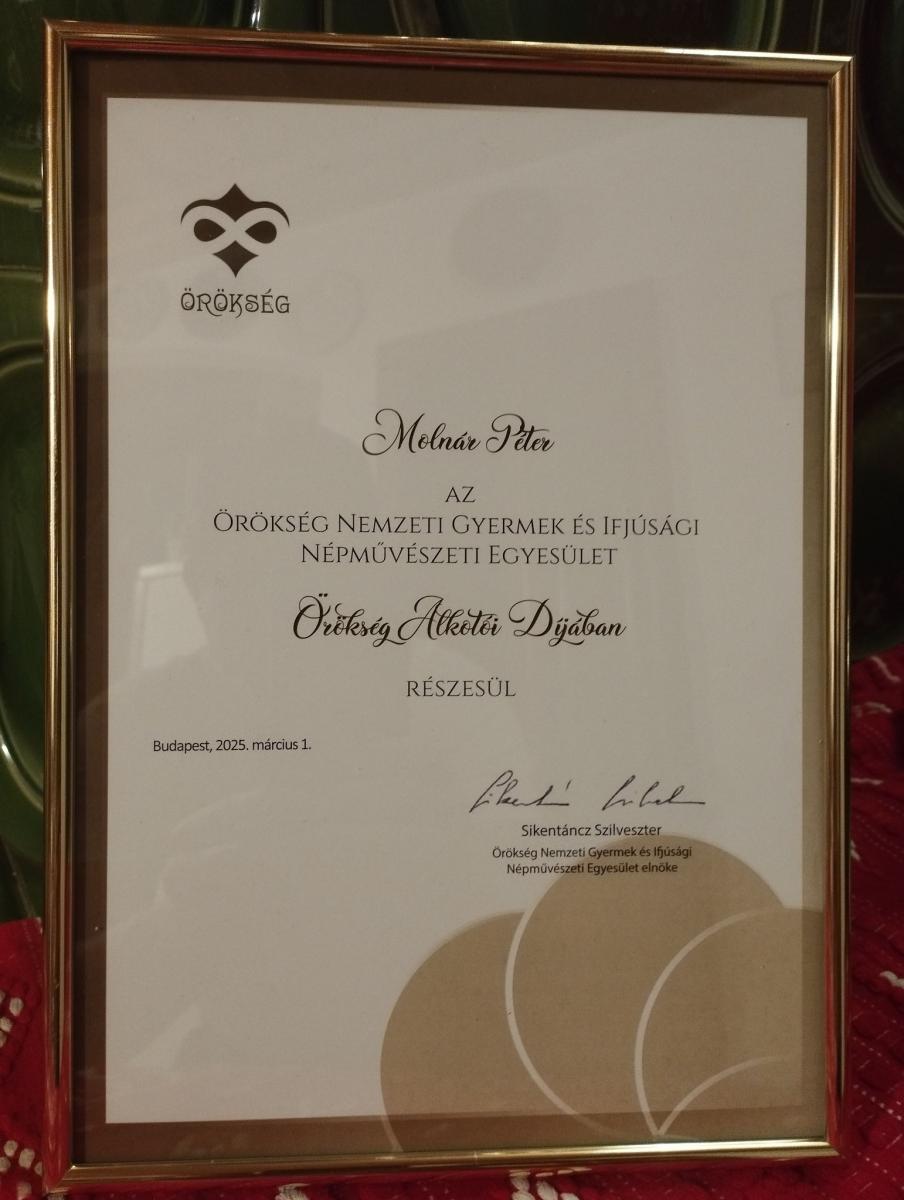 ÖRÖKSÉG
Molnár Péter
AZ
ÖRÖKSÉG NEMZETI GYERMEK ÉS IFJÚSÁGI
NÉPMŰVÉSZETI EGYESÜLET
Örökség Alkotói Díjában
RÉSZESÜL
Budapest, 2025. március 1.
Sikentáncz Szilveszter
Örökség Nemzeti Gyermek és Ifjúsági
Népművészeti Egyesület elnöke